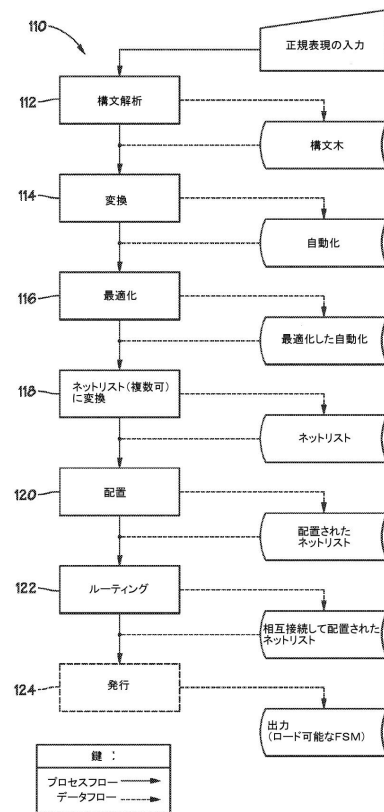 110
正規表現の入力
112
構文解析
構文木
114
変換
自動化
116
最適化
最適化した自動化
118
ネットリスト(複数可)
に変換
ネットリスト
120
配置
配置された
ネットリスト
122
ルーティング
相互接続して配置された
ネットリスト
124
発行
出力
(ロード可能なFSM)
鍵 :
プロセスフロー
データフロー